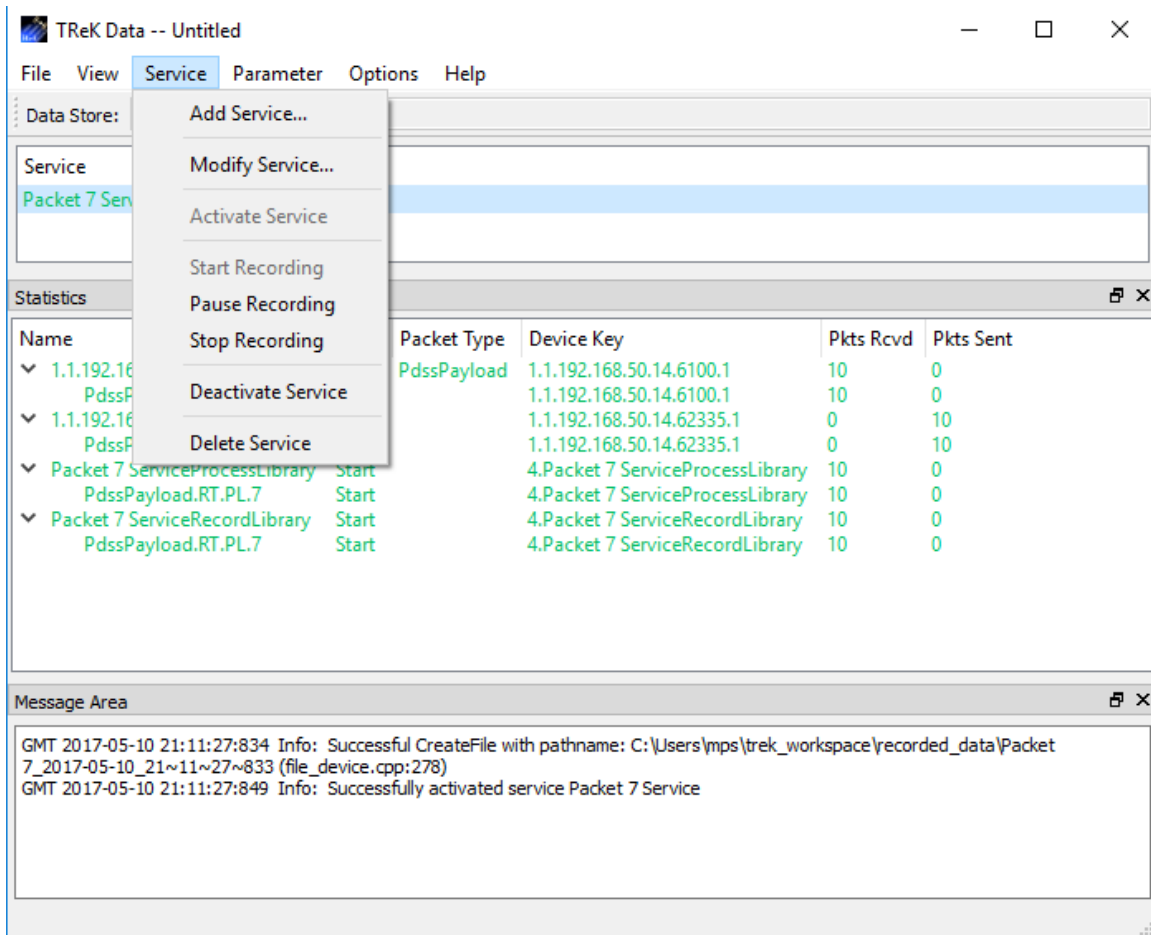 TReK Data -- Untitled
File View Service Parameter Options Help
Data Store:
Add Service...
Modify Service...
Activate Service
Start Recording
Pause Recording
Stop Recording
Deactivate Service
Delete Service
Service
Packet 7
Statistics
Name Packet Type Device Key Pkts Rcvd Pkts Sent
PdssPayload 1.1.192.168.50.14.6100.1 10 0
1.1.192.168.50.14.6100.1 10 0
1.1.192.168.50.14.62335.1 0 10
1.1.192.168.50.14.62335.1 0 10
Packet 7 ServiceProcessLibrary Start 4.Packet 7 ServiceProcessLibrary 10 0
PdssPayload.RT.PL.7 Start 4.Packet 7 ServiceProcessLibrary 10 0
Packet 7 ServiceRecordLibrary Start 4.Packet 7 ServiceRecordLibrary 10 0
PdssPayload.RT.PL.7 Start 4.Packet 7 ServiceRecordLibrary 10 0
Message Area
GMT 2017-05-10 21:11:27:834 Info: Successful CreateFile with pathname: C:\Users\mps\trek_workspace\recorded_data\Packet
7_2017-05-10_21~11~27~833 (file_device.cpp:278)
GMT 2017-05-10 21:11:27:849 Info: Successfully activated service Packet 7 Service